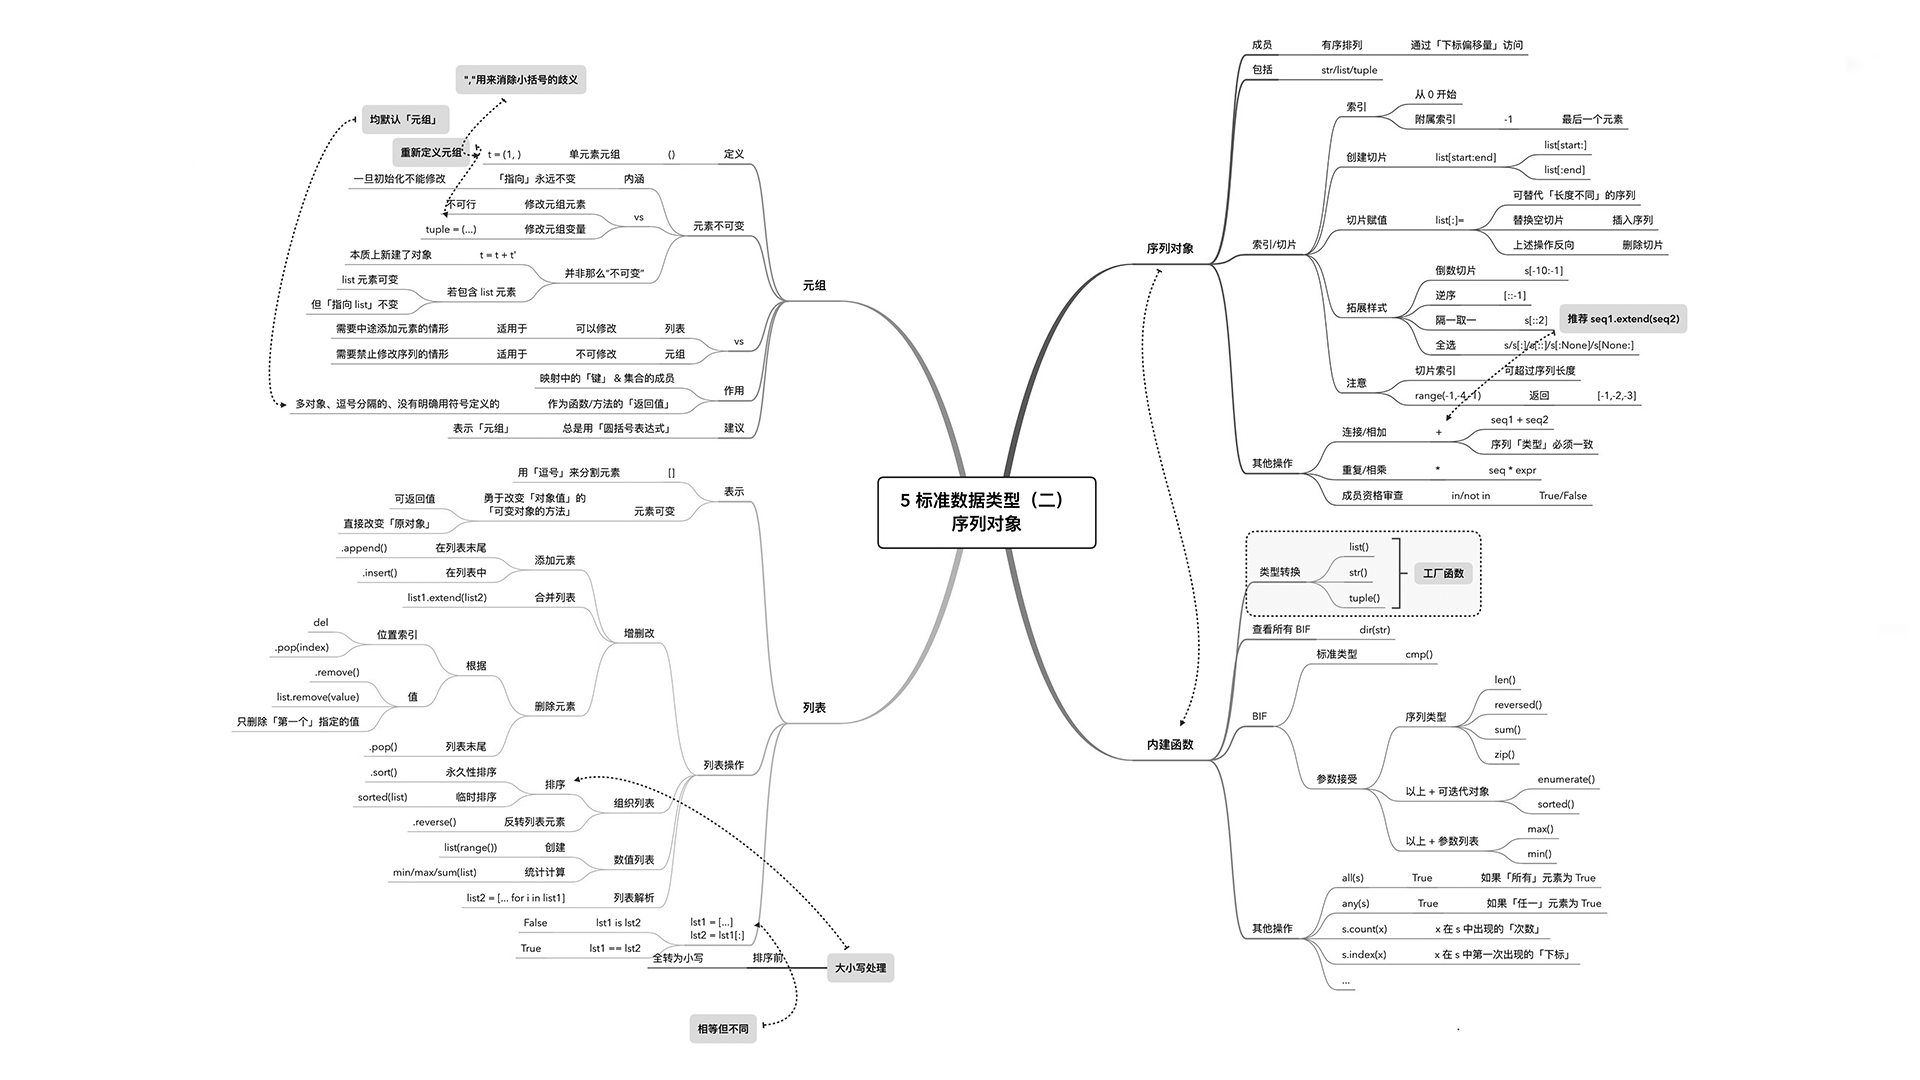 5 标准数据类型（二）
序列对象
序列对象
成员 有序排列 通过「下标偏移量」访问
包括 str/list/tuple
索引/切片
索引
从 0 开始
附属索引 -1 最后一个元素
创建切片 list[start:end]
list[start:]
list[:end]
切片赋值 list[:]=
可替代「长度不同」的序列
替换空切片 插入序列
上述操作反向 删除切片
拓展样式
倒数切片 s[-10:-1]
逆序 [::-1]
隔一取一 s[::2]
全选 s/s[:]/s[::]/s[:None]/s[None:]
注意
切片索引 可超过序列长度
range(-1,-4,-1) 返回 [-1,-2,-3]
推荐 seq1.extend(seq2)
其他操作
连接/相加 +
seq1 + seq2
序列「类型」必须一致
重复/相乘 * seq * expr
成员资格审查 in/not in True/False
内建函数
类型转换
list()
str()
tuple()
工厂函数
查看所有 BIF dir(str)
BIF
标准类型 cmp()
参数接受
序列类型
len()
reversed()
sum()
zip()
以上 + 可迭代对象
enumerate()
sorted()
以上 + 参数列表
max()
min()
其他操作
all(s) True 如果「所有」元素为 True
any(s) True 如果「任一」元素为 True
s.count(x) x 在 s 中出现的「次数」
s.index(x) x 在 s 中第一次出现的「下标」
...
元组
","用来消除小括号的歧义
均默认「元组」
重新定义元组
定义 () 单元素元组 t = (1, )
元素不可变
内涵 「指向」永远不变 一旦初始化不能修改
vs
修改元组元素 不可行
修改元组变量 tuple = (...)
并非那么"不可变"
t = t + t' 本质上新建了对象
若包含 list 元素
list 元素可变
但「指向 list」不变
vs
列表 可以修改 适用于 需要中途添加元素的情形
元组 不可修改 适用于 需要禁止修改序列的情形
作用
映射中的「键」 & 集合的成员
作为函数/方法的「返回值」 多对象、逗号分隔的、没有明确用符号定义的
建议 总是用「圆括号表达式」 表示「元组」
列表
表示
[] 用「逗号」来分割元素
元素可变
勇于改变「对象值」的
「可变对象的方法」
可返回值
直接改变「原对象」
列表操作
增删改
添加元素
在列表末尾 .append()
在列表中 .insert()
合并列表 list1.extend(list2)
删除元素
根据
位置索引
del
.pop(index)
值
.remove()
list.remove(value)
只删除「第一个」指定的值
列表末尾 .pop()
组织列表
排序
永久性排序 .sort()
临时排序 sorted(list)
反转列表元素 .reverse()
数值列表
创建 list(range())
统计计算 min/max/sum(list)
列表解析 list2 = [... for i in list1]
lst1 = [...]
lst2 = lst1[:]
lst1 is lst2 False
lst1 == lst2 True
大小写处理 排序前 全转为小写
相等但不同